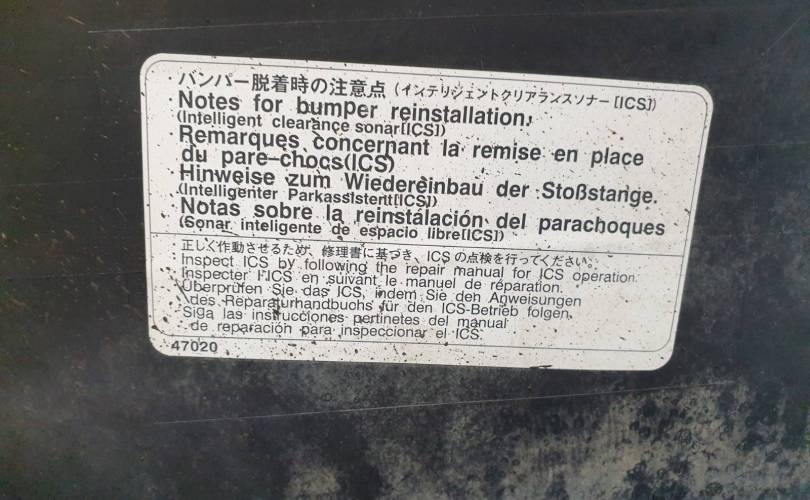 ・バンパー脱着時の注意点 (インテリジェントクリアランスソナー [ICS])
・Notes for bumper reinstallation.
(Intelligent clearance sonar[ICS])
・Remarques concernant la remise en place
du pare-chocs(ICS)
・Hinweise zum Wiedereinbau der Stoßstange.
(Intelligenter Parkassistent[ICS])
・Notas sobre la reinstalación del parachoques
(Sonar inteligente de espacio libre[ICS])
・正しく作動させるため、修理書に基づき、ICSの点検を行ってください。
・Inspect ICS by following the repair manual for ICS operation.
・Inspecter l'ICS en suivant le manuel de réparation.
・Überprüfen Sie das ICS, indem Sie den Anweisungen
des Reparaturhandbuchs für den ICS-Betrieb folgen.
・Siga las instrucciones pertinetes del manual
de reparación para inspeccionar el ICS.
47020